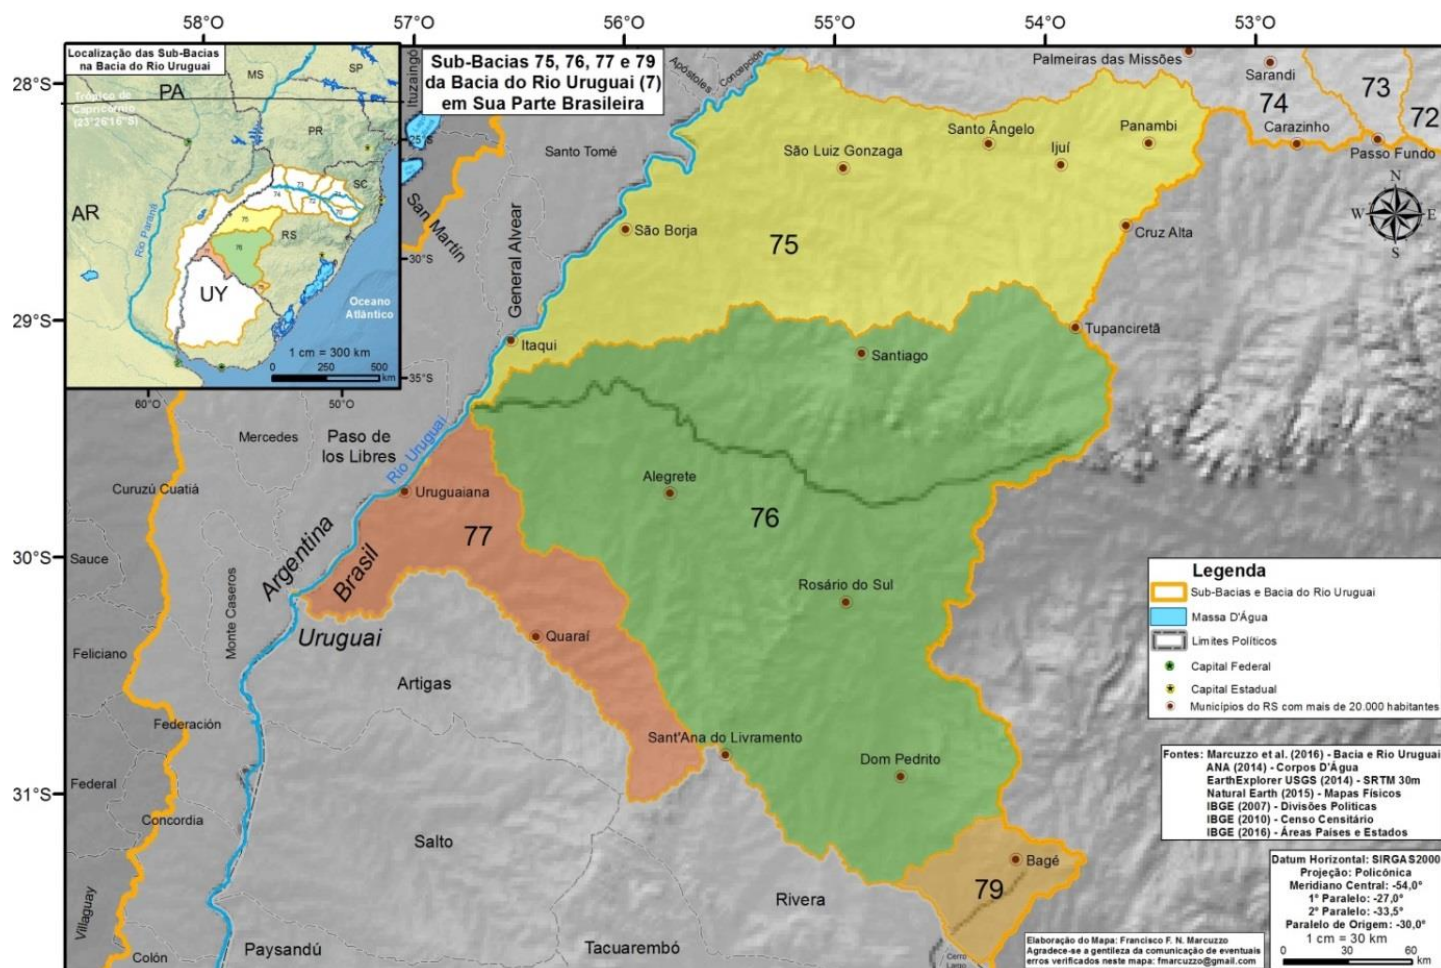 58°O
57°O
56°O
55°O
54°O
53°O
28°S
29°S
30°S
31°S
Localização das Sub-Bacias
na Bacia do Rio Uruguai
MS
SP
PA
Trópico de
Capricórnio
(23°26'16"S)
PR
25°S
SC
AR
Rio Paraná
RS
30°S
UY
Oceano
Atlântico
1 cm = 300 km
0 250 500
km
35°S
60°O
50°O
Ituzaingo
Sub-Bacias 75, 76, 77 e 79
da Bacia do Rio Uruguai (7)
em Sua Parte Brasileira
Apóstoles
Concepción
Santo Tomé
San Martín
General Alvear
Palmeiras das Missões
Sarandi
74
73
72
Carazinho
Passo Fundo
N
W E
S
Santo Ângelo
Panambi
São Luiz Gonzaga
Ijuí
São Borja
75
Cruz Alta
Itaqui
Tupanciretã
Santiago
Mercedes
Paso de
los Libres
Rio Uruguai
Curuzú Cuatiá
Uruguaiana
Alegrete
76
77
Sauce
Argentina
Brasil
Monte Caseros
Uruguai
Rosário do Sul
Quaraí
Feliciano
Artigas
Federación
Sant'Ana do Livramento
Dom Pedrito
Federal
Concordia
Salto
Bagé
79
Rivera
Villaguay
Colón
Paysandú
Tacuarembó
Cerro
Largo
Legenda
Sub-Bacias e Bacia do Rio Uruguai
Massa D'Água
Limites Políticos
Capital Federal
Capital Estadual
Municípios do RS com mais de 20.000 habitantes
Fontes: Marcuzzo et al. (2016) - Bacia e Rio Uruguai
ANA (2014) - Corpos D'Água
EarthExplorer USGS (2014) - SRTM 30m
Natural Earth (2015) - Mapas Físicos
IBGE (2007) - Divisões Politicas
IBGE (2010) - Censo Censitário
IBGE (2016) - Áreas Países e Estados
Datum Horizontal: SIRGAS2000
Projeção: Policônica
Meridiano Central: -54,0°
1º Paralelo: -27,0°
2º Paralelo: -33,5°
Paralelo de Origem: -30,0°
1 cm = 30 km
0 30 60
km
Elaboração do Mapa: Francisco F. N. Marcuzzo
Agradece-se a gentileza da comunicação de eventuais
erros verificados neste mapa: fmarcuzzo@gmail.com